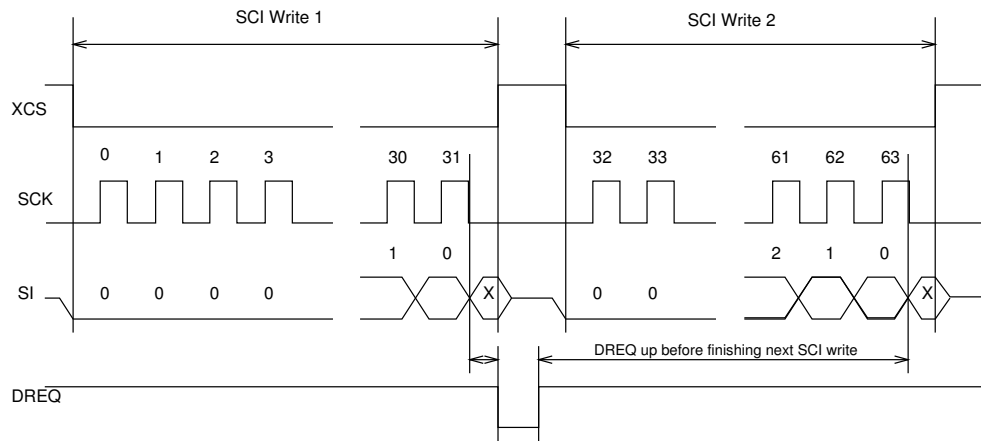 SCI Write 1 SCI Write 2
XCS
0 1 2 3 30 31 32 33 61 62 63
SCK
1 0 2 1 0
SI 0 0 0 0 X 0 0 X
DREQ up before finishing next SCI write
DREQ